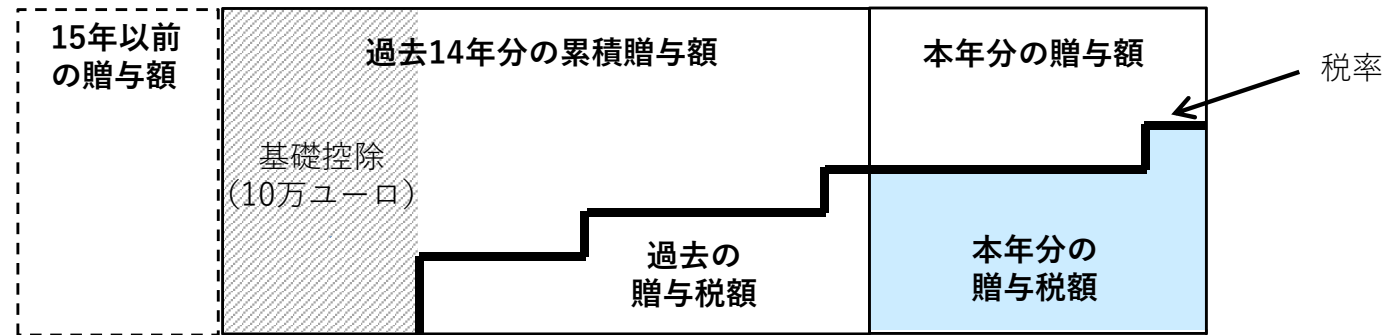 15年以前
の贈与額
過去14年分の累積贈与額
本年分の贈与額
税率
基礎控除
(10万ユーロ)
過去の
贈与税額
本年分の
贈与税額